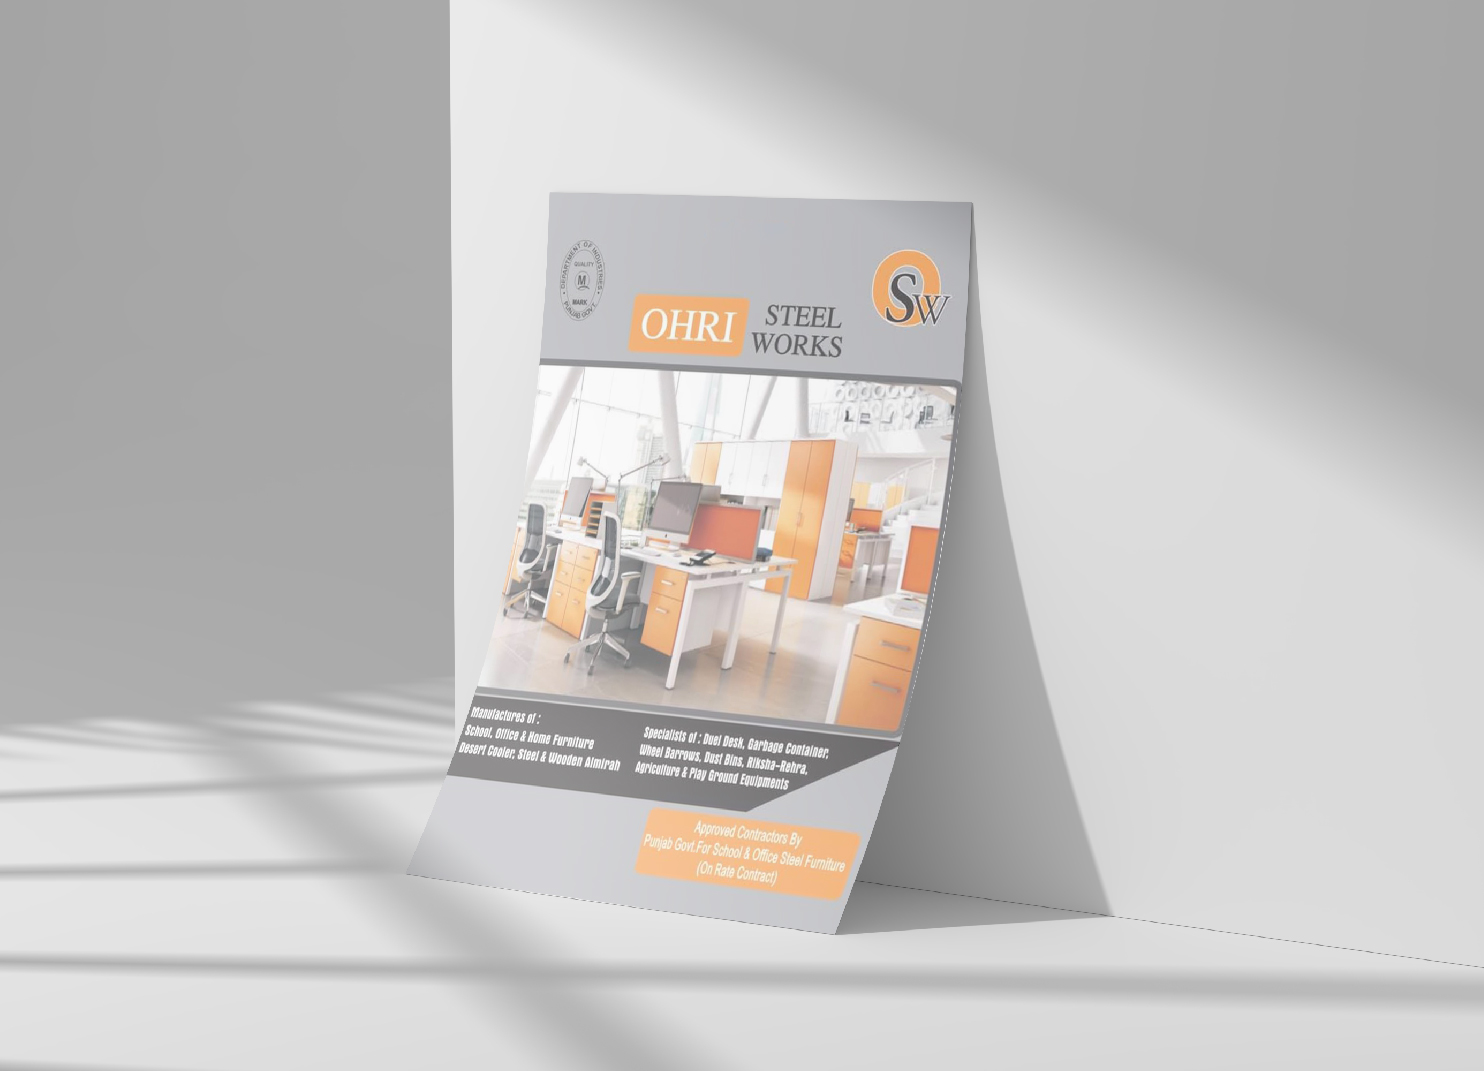 DEPARTMENT OF INDUSTRIES
QUALITY
M
MARK
PUNJAB GOVT.
OSW
OHRI
STEEL
WORKS
Manufactures of :
School, Office & Home Furniture
Desert Cooler, Steel & Wooden Almirah
Specialists of : Duel Desk, Garbage Container,
Wheel Barrows, Dust Bins, Riksha-Rehra,
Agriculture & Play Ground Equipments
Approved Contractors By
Punjab Govt.For School & Office Steel Furniture
(On Rate Contract)